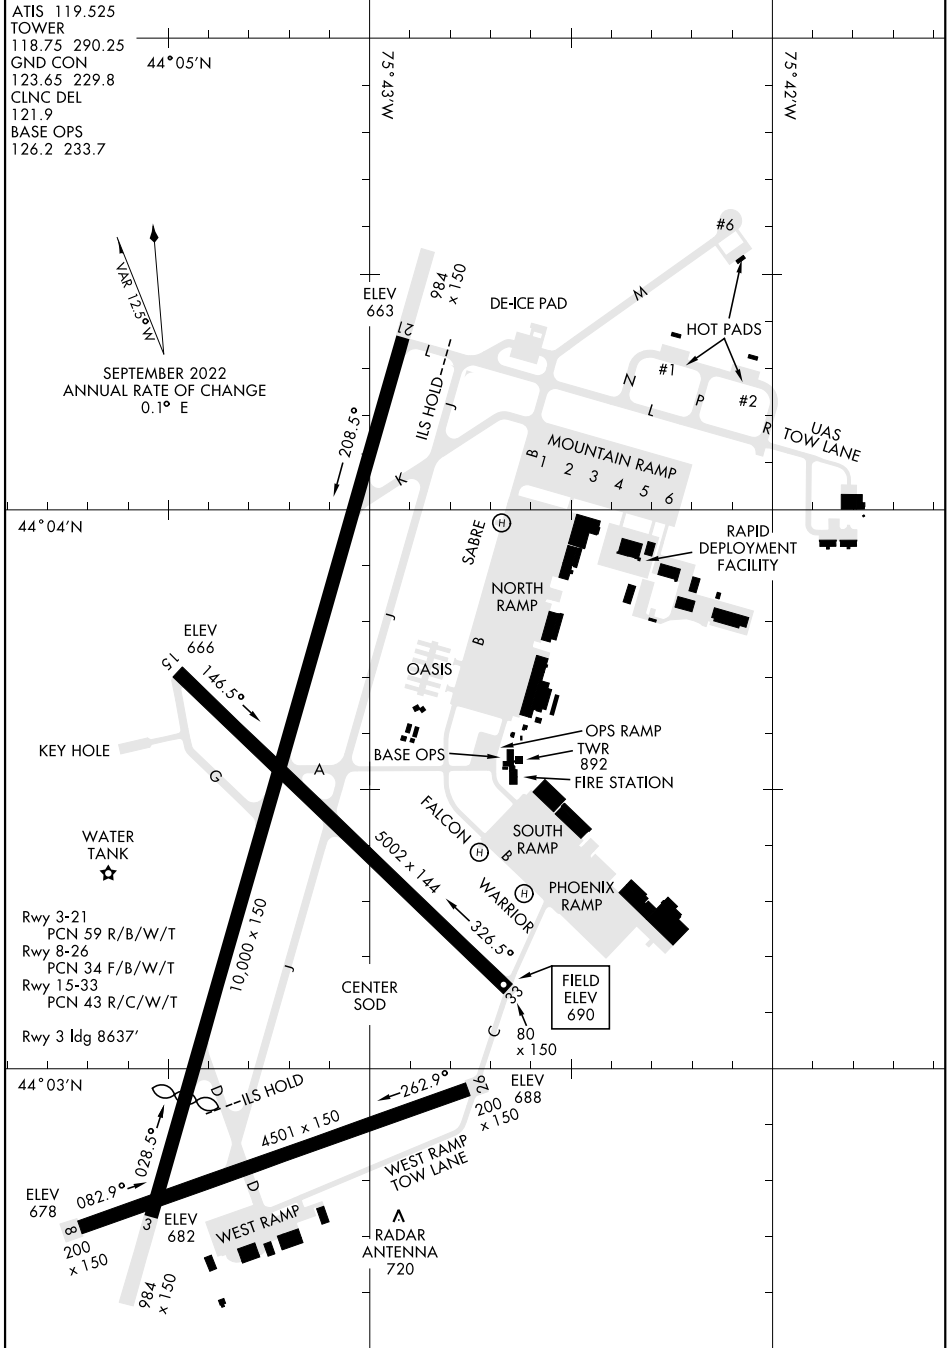 ATIS 119.525
TOWER
118.75 290.25
GND CON
123.65 229.8
CLNC DEL
121.9
BASE OPS
126.2 233.7
44°05'N
75°43'W
75°42'W
VAR 12.5° W
SEPTEMBER 2022
ANNUAL RATE OF CHANGE
0.1° E
#6
M
984
x 150
ELEV
663
21
L
DE-ICE PAD
HOT PADS
#1
#2
N
L
P
R
UAS
TOW LANE
ILS HOLD
J
208.5°
K
B
MOUNTAIN RAMP
1 2 3 4 5 6
44°04'N
SABRE
H
RAPID
DEPLOYMENT
FACILITY
NORTH
RAMP
J
B
ELEV
666
15
146.5°
OASIS
KEY HOLE
G
A
BASE OPS
OPS RAMP
TWR
892
FIRE STATION
WATER
TANK
FALCON
H
SOUTH
RAMP
B
5002 x 144
WARRIOR
H
PHOENIX
RAMP
326.5°
Rwy 3-21
PCN 59 R/B/W/T
Rwy 8-26
PCN 34 F/B/W/T
Rwy 15-33
PCN 43 R/C/W/T
Rwy 3 ldg 8637'
10,000 x 150
J
CENTER
SOD
FIELD
ELEV
690
33
C
80
x 150
44°03'N
D
ILS HOLD
262.9°
26
ELEV
688
200
x 150
4501 x 150
028.5°
WEST RAMP
TOW LANE
082.9°
D
ELEV
678
8
200
x 150
3
ELEV
682
WEST RAMP
RADAR
ANTENNA
720
984
x 150